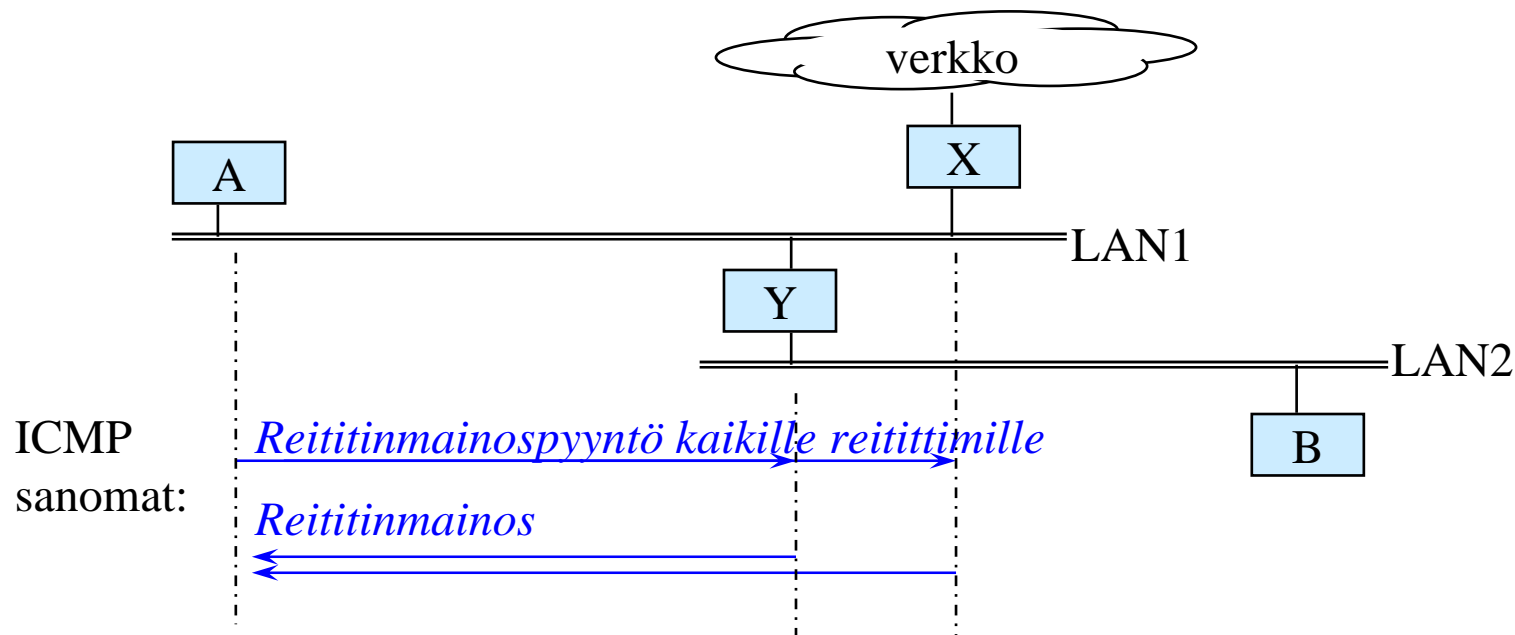 verkko
A
X
LAN1
Y
LAN2
ICMP
sanomat:
Reititinmainospyyntö kaikille reitittimille
B
Reititinmainos